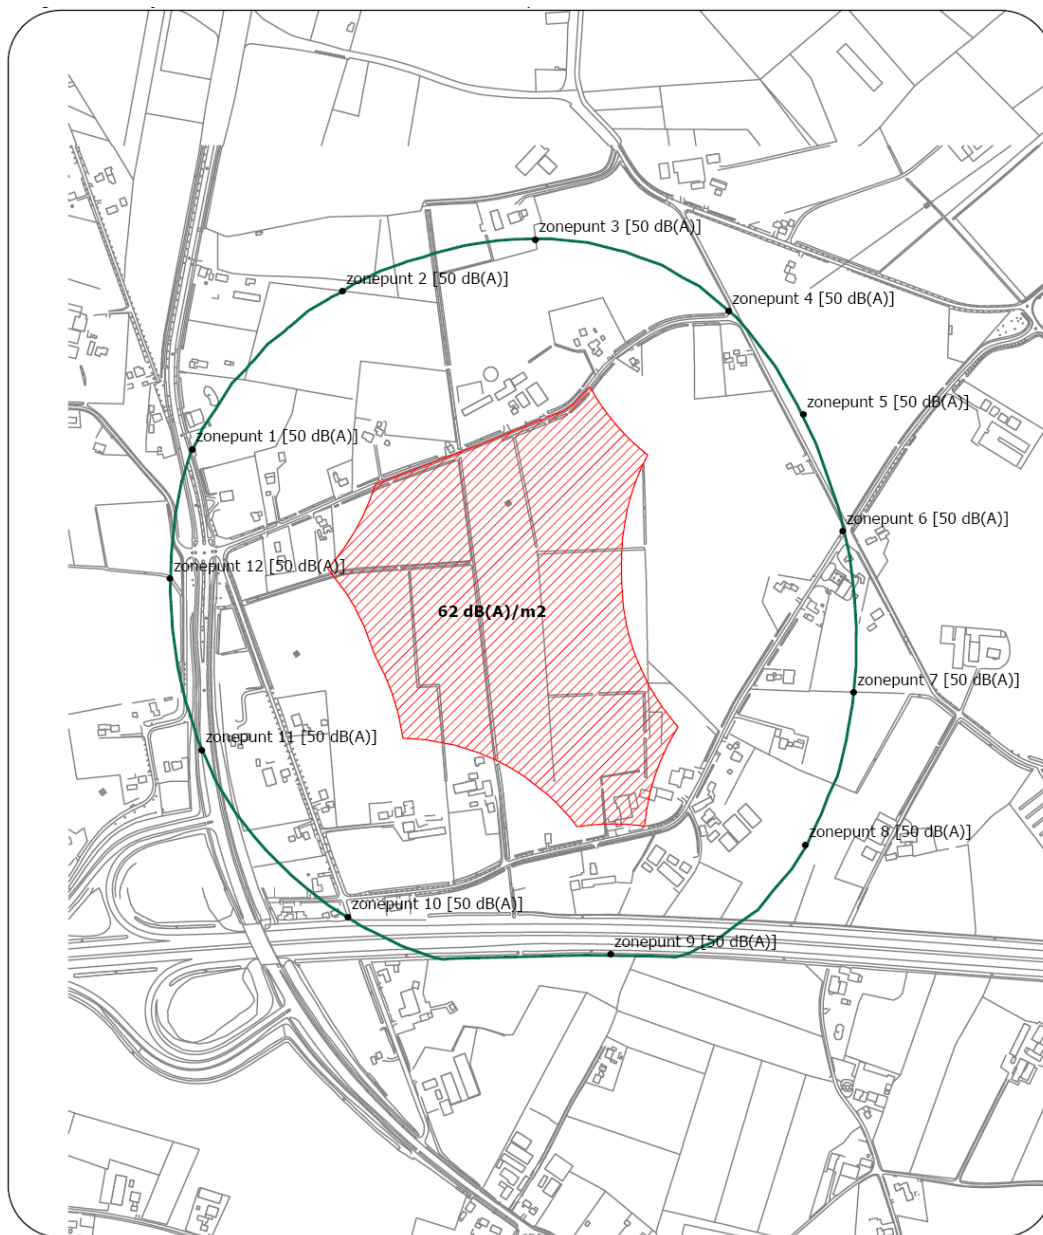 zonepunt 3 [50 dB(A)]
zonepunt 2 [50 dB(A)]
zonepunt 4 [50 dB(A)]
zonepunt 5 [50 dB(A)]
zonepunt 1 [50 dB(A)]
zonepunt 6 [50 dB(A)]
zonepunt 12 [50 dB(A)]
62 dB(A)/m2
zonepunt 7 [50 dB(A)]
zonepunt 11 [50 dB(A)]
zonepunt 8 [50 dB(A)]
zonepunt 10 [50 dB(A)]
zonepunt 9 [50 dB(A)]